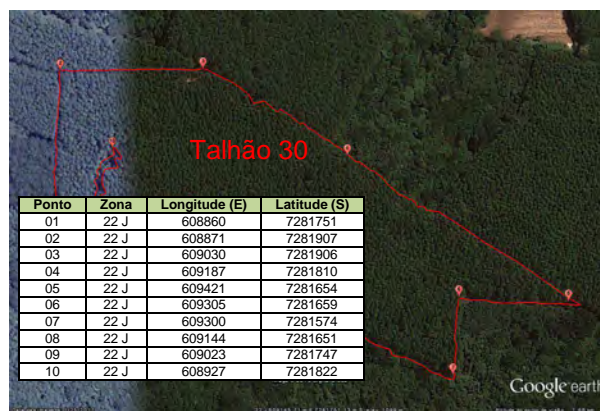 Talhão 30
Ponto Zona Longitude (E) Latitude (S)
01 22 J 608860 7281751
02 22 J 608871 7281907
03 22 J 609030 7281906
04 22 J 609187 7281810
05 22 J 609421 7281654
06 22 J 609305 7281659
07 22 J 609300 7281574
08 22 J 609144 7281651
09 22 J 609023 7281747
10 22 J 608927 7281822
Google earth